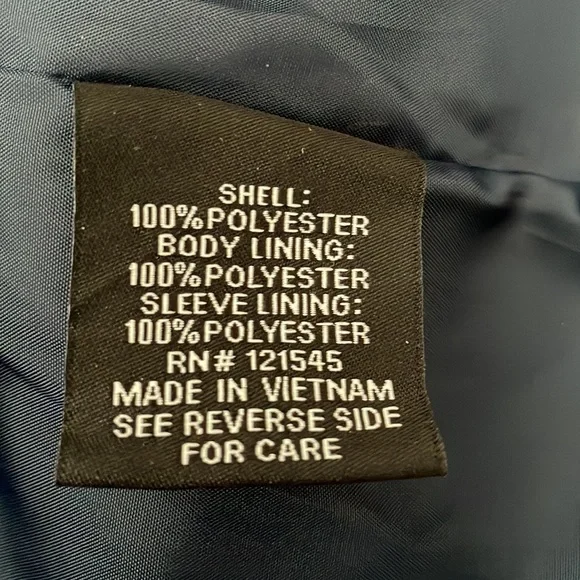 SHELL:
100%POLYESTER
BODY LINING:
100%POLYESTER
SLEEVE LINING:
100%POLYESTER
RN# 121545
MADE IN VIETNAM
SEE REVERSE SIDE
FOR CARE